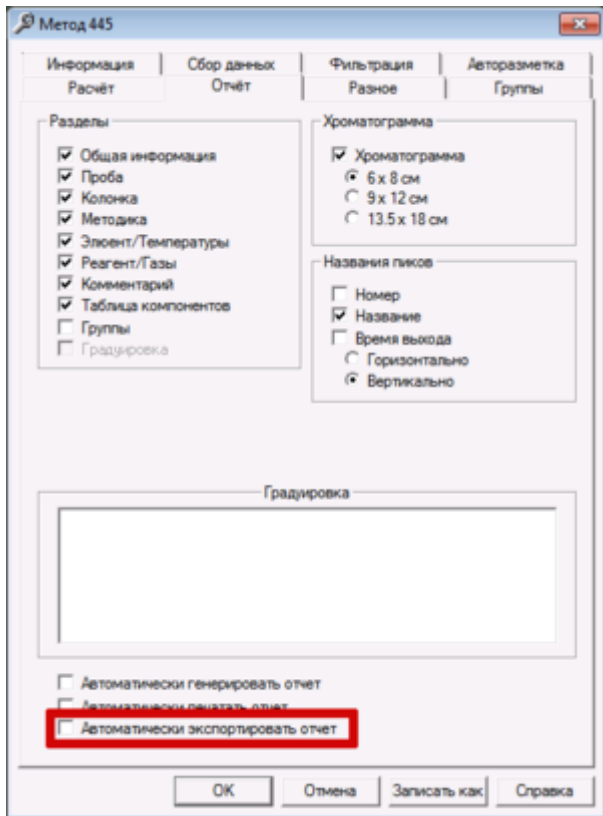 Метод 445
Информация
Сбор данных
Фильтрация
Авторазметка
Расчёт
Отчёт
Разное
Группы
Разделы
Общая информация
Проба
Колонка
Методика
Элюент/Температуры
Реагент/Газы
Комментарий
Таблица компонентов
Группы
Градуировка
Хроматограмма
Хроматограмма
6 x 8 см
9 x 12 см
13.5 x 18 см
Названия пиков
Номер
Название
Время выхода
Горизонтально
Вертикально
Градуировка
Автоматически генерировать отчет
Автоматически печатать отчет
Автоматически экспортировать отчет
OK
Отмена
Записать как
Справка